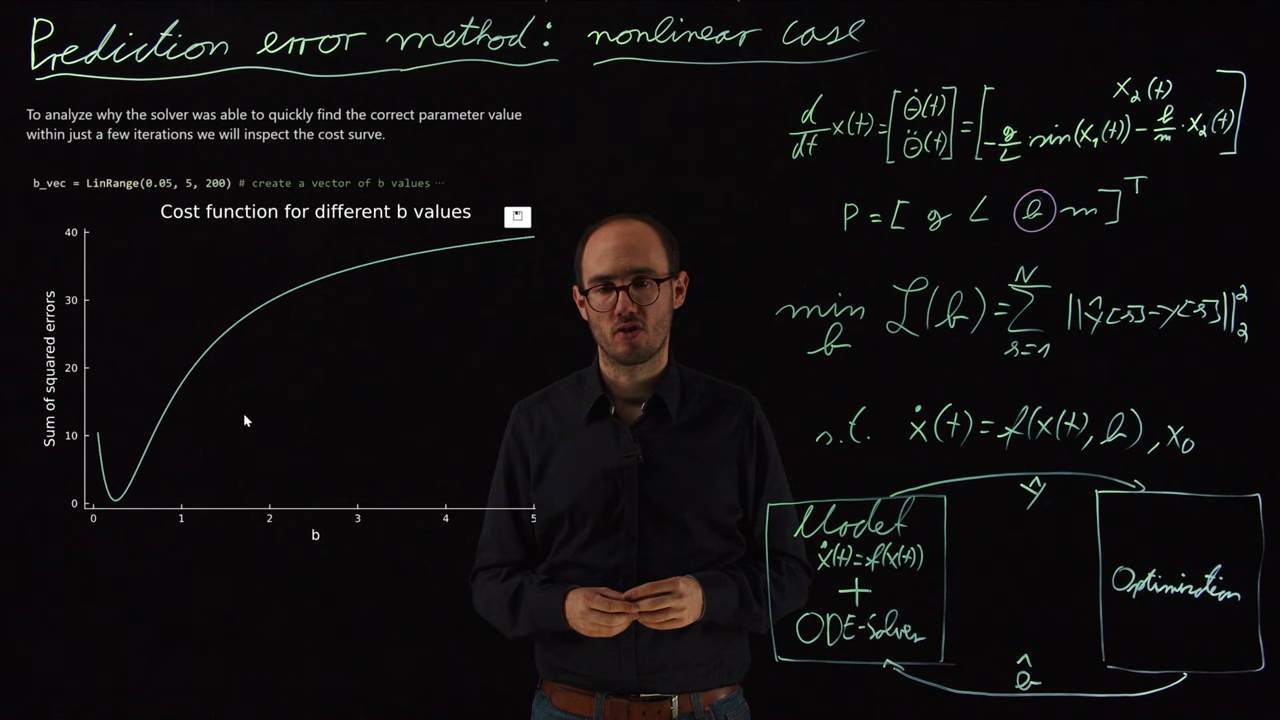 Prediction error method: nonlinear case
To analyze why the solver was able to quickly find the correct parameter value
within just a few iterations we will inspect the cost surve.
b_vec = LinRange(0.05, 5, 200) # create a vector of b values ...
Cost function for different b values
Sum of squared errors
40
30
20
10
0
0 1 2 3 4 5
b
d/dt x(t) = [θ̇(t) θ̈(t)] = [x₂(t) -g/L · sin(x₁(t)) - b/m · x₂(t)]
P = [ g L b m ]ᵀ
min b ℒ(b) = Σ s=1 N ||ŷ[s] - y[s]||₂²
s.t. ẋ(t) = f(x(t), b), x₀
Model
ẋ(t) = f(x(t))
+
ODE-Solver
ŷ
Optimization
b̂